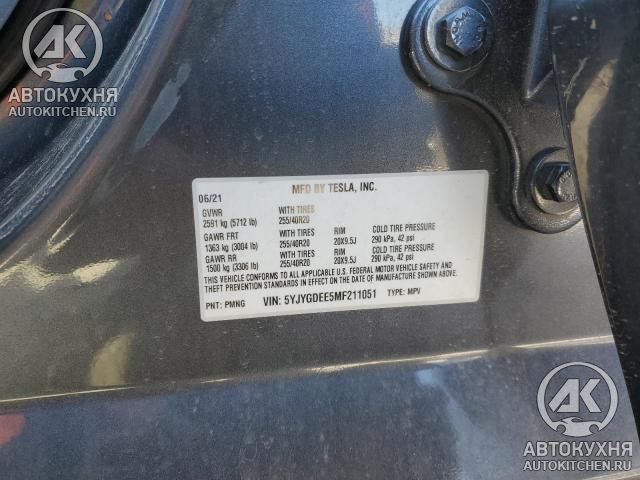 AK
АВТОКУХНЯ
AUTOKITCHEN.RU
MFD BY TESLA, INC.
06/21
GVWR WITH TIRES
2591 kg (5712 lb) 255/40R20
GAWR FRT WITH TIRES RIM COLD TIRE PRESSURE
1363 kg (3004 lb) 255/40R20 20X9.5J 290 kPa, 42 psi
GAWR RR WITH TIRES RIM COLD TIRE PRESSURE
1500 kg (3306 lb) 255/40R20 20X9.5J 290 kPa, 42 psi
THIS VEHICLE CONFORMS TO ALL APPLICABLE U.S. FEDERAL MOTOR VEHICLE SAFETY AND
THEFT PREVENTION STANDARDS IN EFFECT ON THE DATE OF MANUFACTURE SHOWN ABOVE.
PNT: PMNG VIN: 5YJYGDEE5MF211051 TYPE: MPV
AK
АВТОКУХНЯ
AUTOKITCHEN.RU